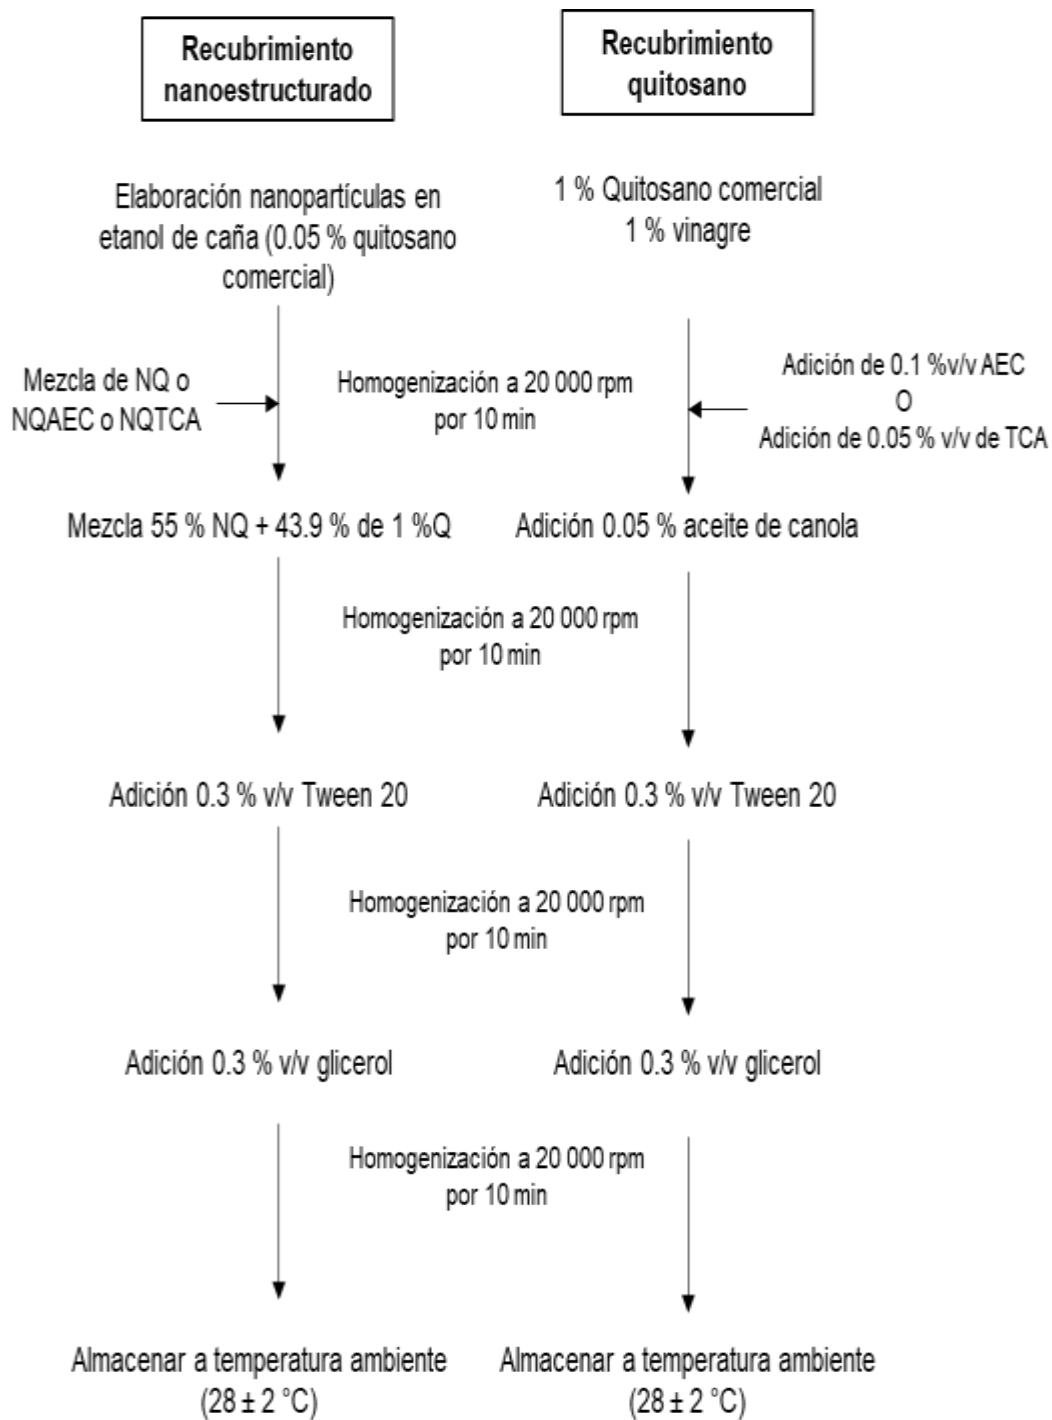 Recubrimiento
nanoestructurado
Recubrimiento
quitosano
Elaboración nanopartículas en
etanol de caña (0.05 % quitosano
comercial)
1 % Quitosano comercial
1 % vinagre
Mezcla de NQ o
NQAEC o NQTCA
Homogenización a 20 000 rpm
por 10 min
Adición de 0.1 %v/v AEC
O
Adición de 0.05 % v/v de TCA
Mezcla 55 % NQ + 43.9 % de 1 %Q
Adición 0.05 % aceite de canola
Homogenización a 20 000 rpm
por 10 min
Adición 0.3 % v/v Tween 20
Adición 0.3 % v/v Tween 20
Homogenización a 20 000 rpm
por 10 min
Adición 0.3 % v/v glicerol
Adición 0.3 % v/v glicerol
Homogenización a 20 000 rpm
por 10 min
Almacenar a temperatura ambiente
(28 ± 2 °C)
Almacenar a temperatura ambiente
(28 ± 2 °C)